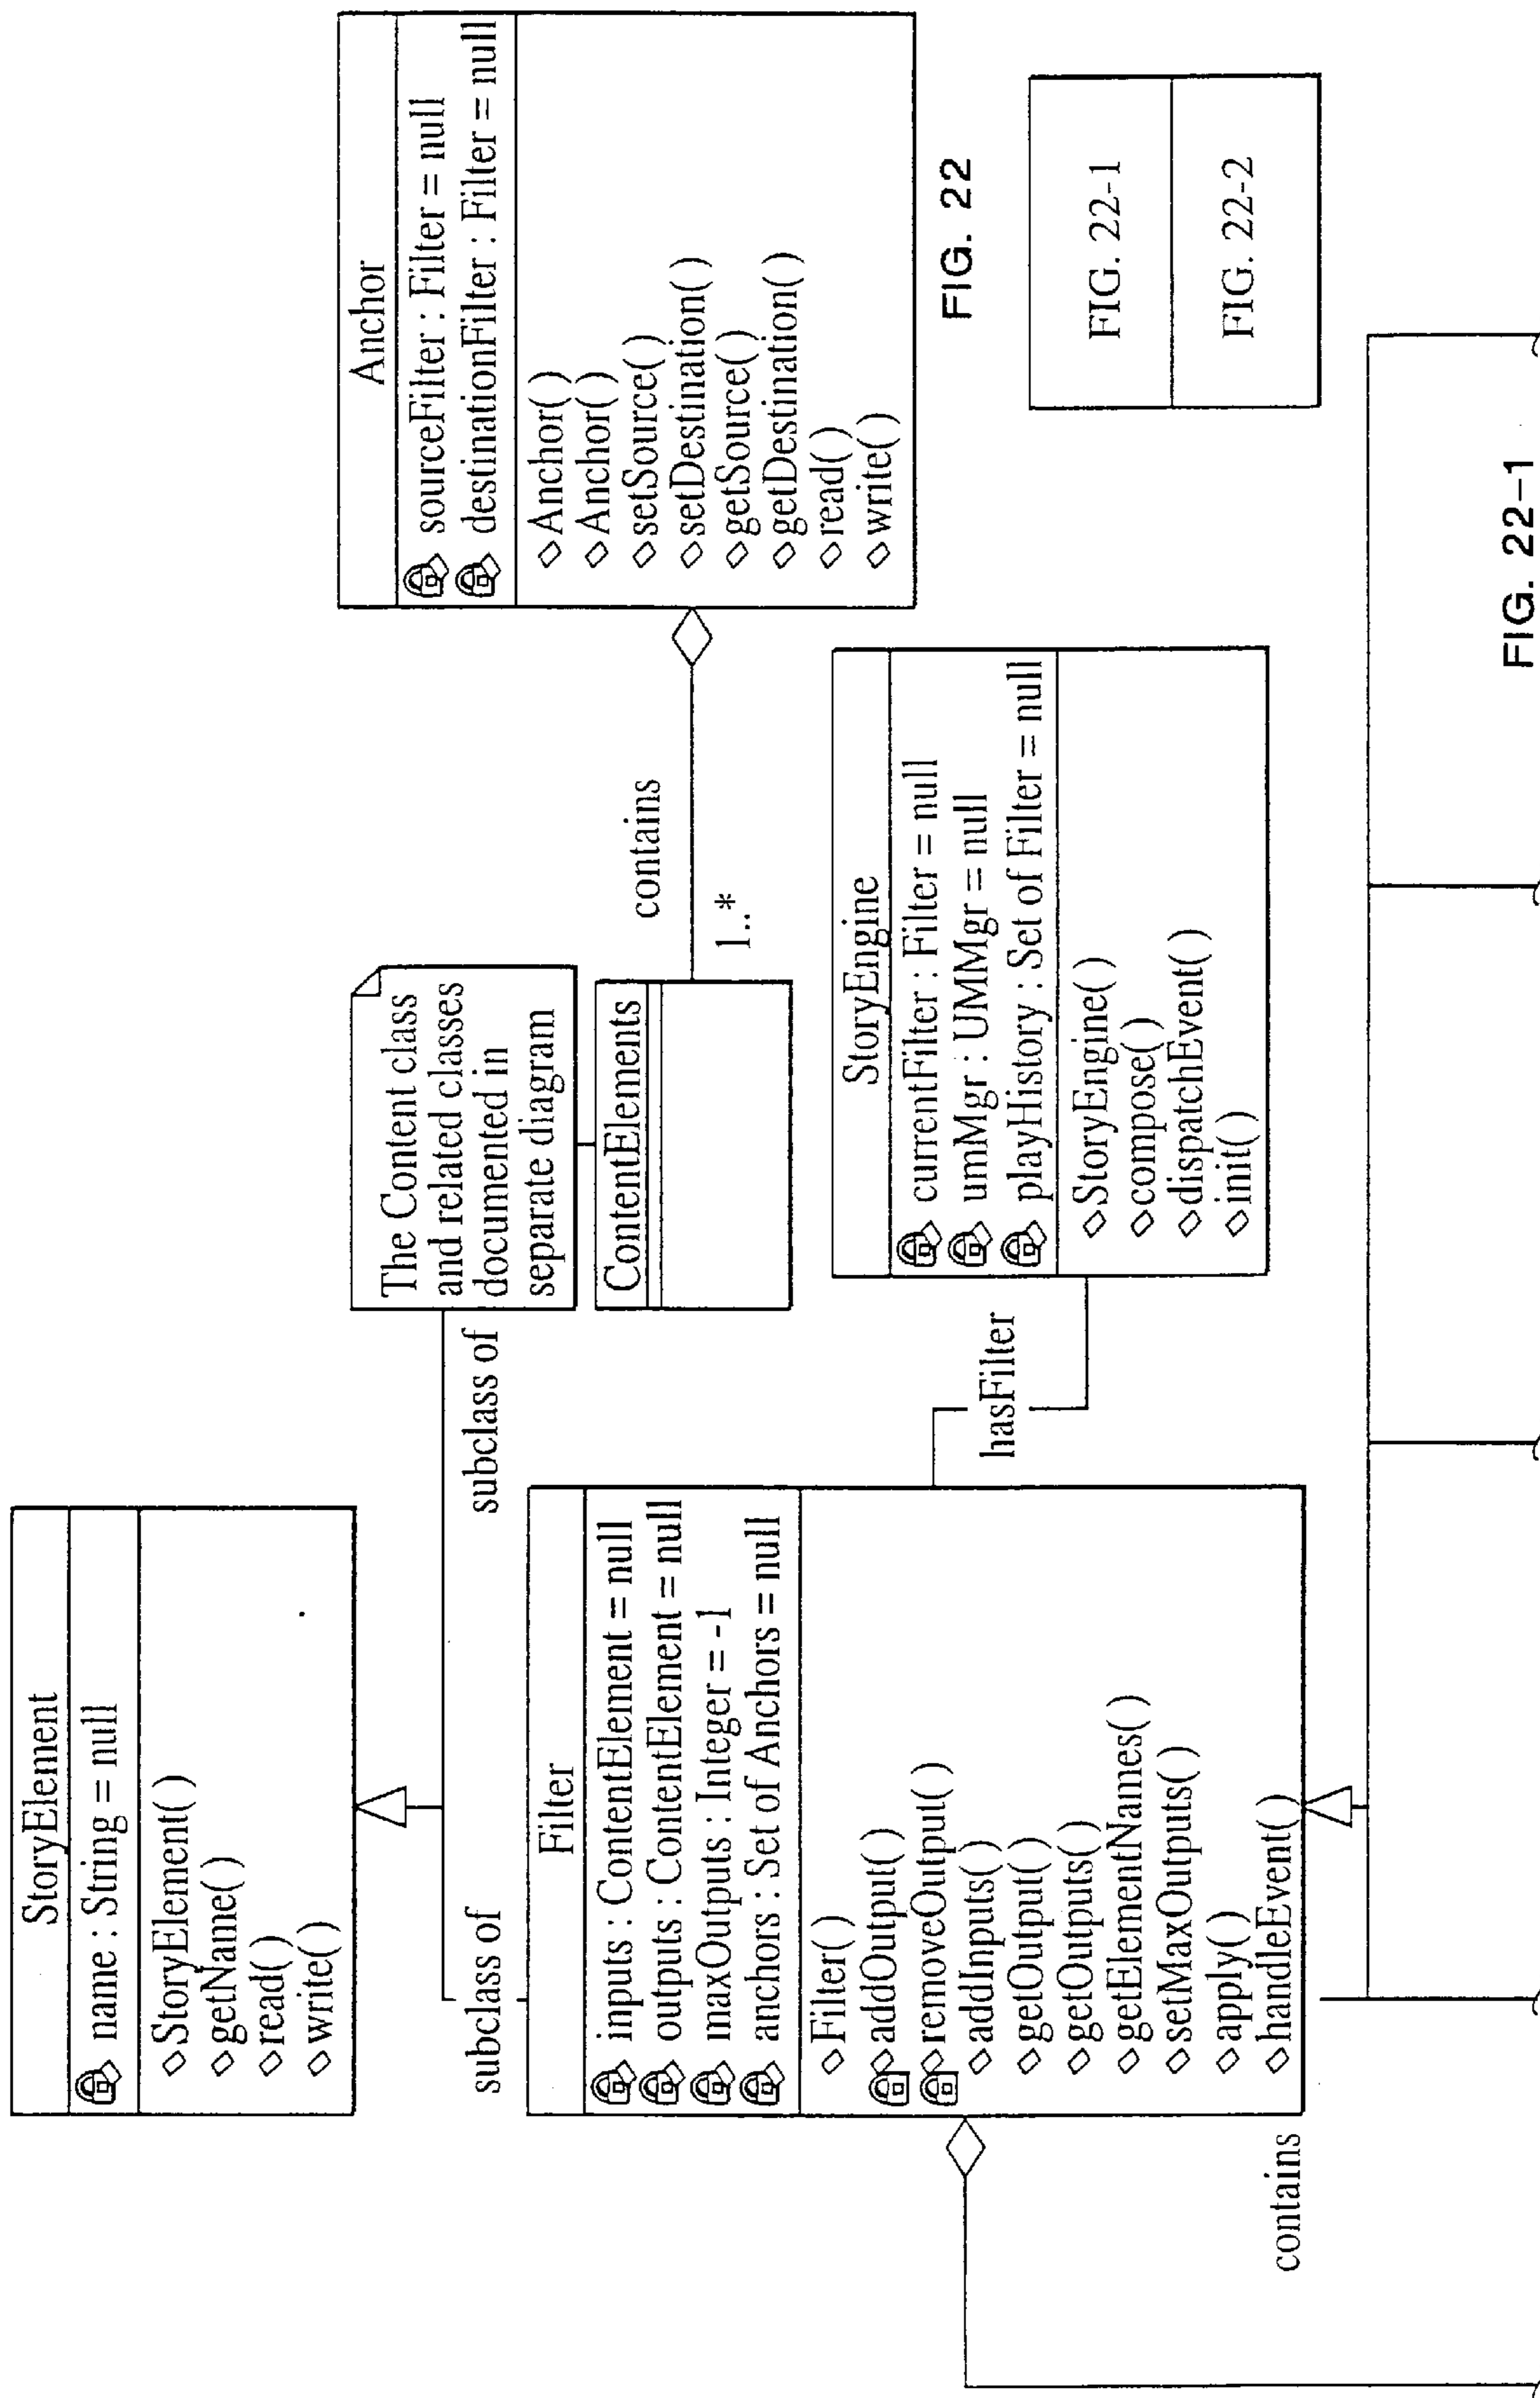 StoryElement
name : String = null
StoryElement( )
getName( )
read( )
write( )
subclass of
subclass of
The Content class
and related classes
documented in
separate diagram
ContentElements
contains
1..*
Anchor
sourceFilter : Filter = null
destinationFilter : Filter = null
Anchor( )
Anchor( )
setSource( )
setDestination( )
getSource( )
getDestination( )
read( )
write( )
Filter
inputs : ContentElement = null
outputs : ContentElement = null
maxOutputs : Integer = -1
anchors : Set of Anchors = null
Filter( )
addOutput( )
removeOutput( )
addInputs( )
getOutput( )
getOutputs( )
getElementNames( )
setMaxOutputs( )
apply( )
handleEvent( )
hasFilter
StoryEngine
currentFilter : Filter = null
umMgr : UMMgr = null
playHistory : Set of Filter = null
StoryEngine( )
compose( )
dispatchEvent( )
init( )
contains
FIG. 22
FIG. 22-1
FIG. 22-2
FIG. 22-1